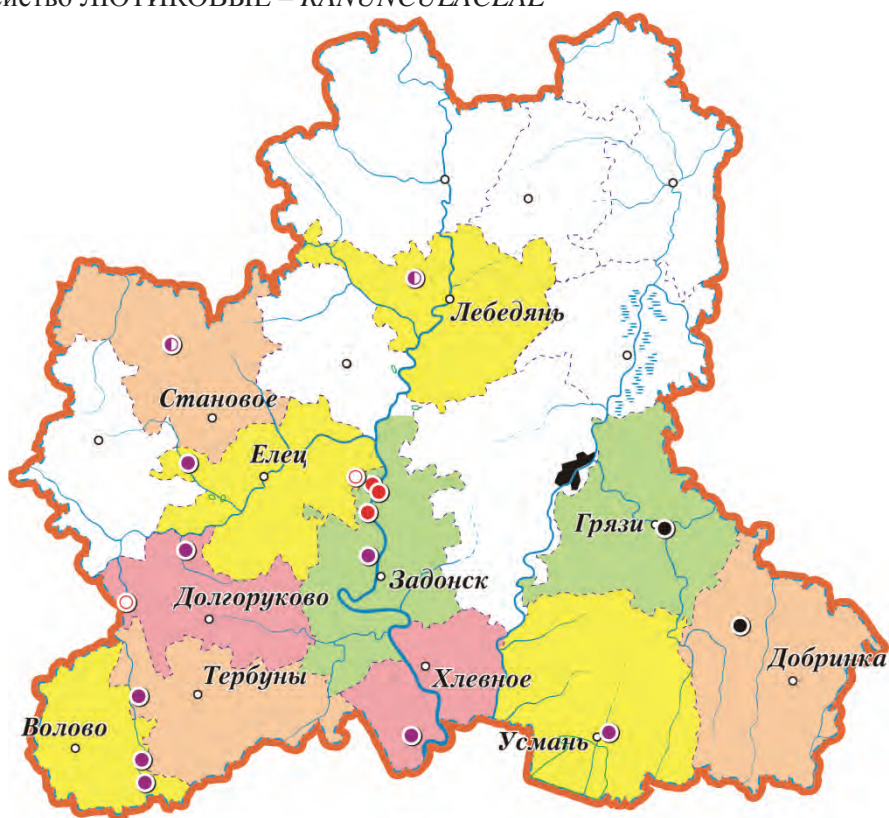 ЛЮТИКОВЫЕ – RANUNCULACEAE
Лебедянь
Становое
Елец
Грязи
Задонск
Долгоруково
Добринка
Хлевное
Тербуны
Волово
Усмань